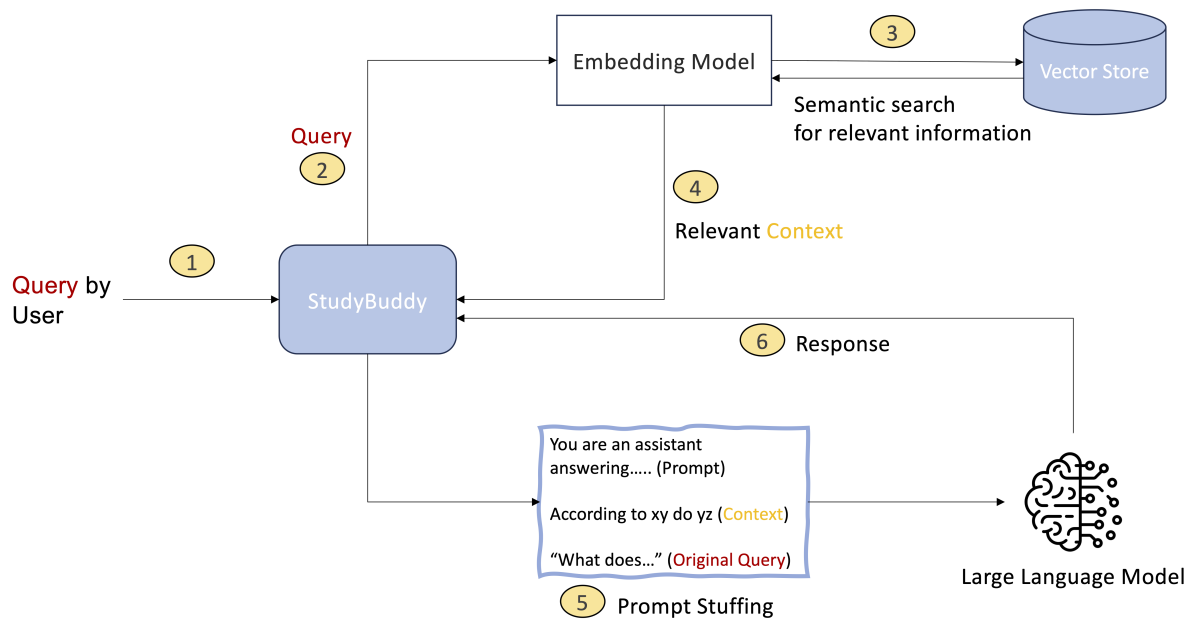 3
Embedding Model
Vector Store
Semantic search
for relevant information
Query
2
4
Relevant Context
1
Query by
User
StudyBuddy
6
Response
You are an assistant
answering….. (Prompt)
According to xy do yz (Context)
“What does…” (Original Query)
Large Language Model
5
Prompt Stuffing